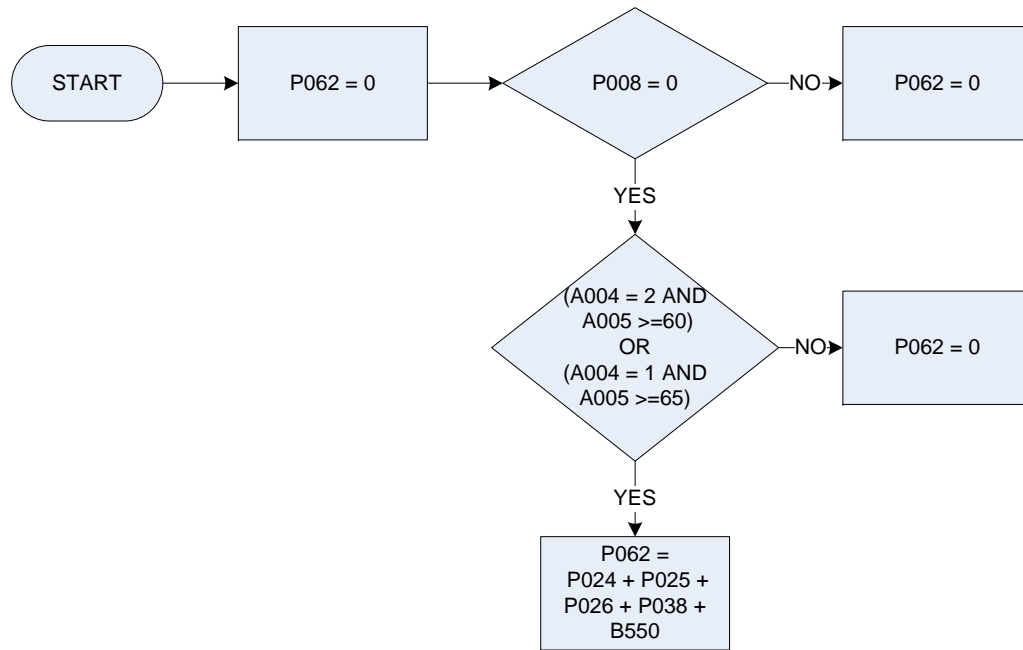 START
P062 = 0
P008 = 0
NO
P062 = 0
YES
(A004 = 2 AND
A005 >=60)
OR
(A004 = 1 AND
A005 >=65)
NO
P062 = 0
YES
P062 =
P024 + P025 +
P026 + P038 +
B550